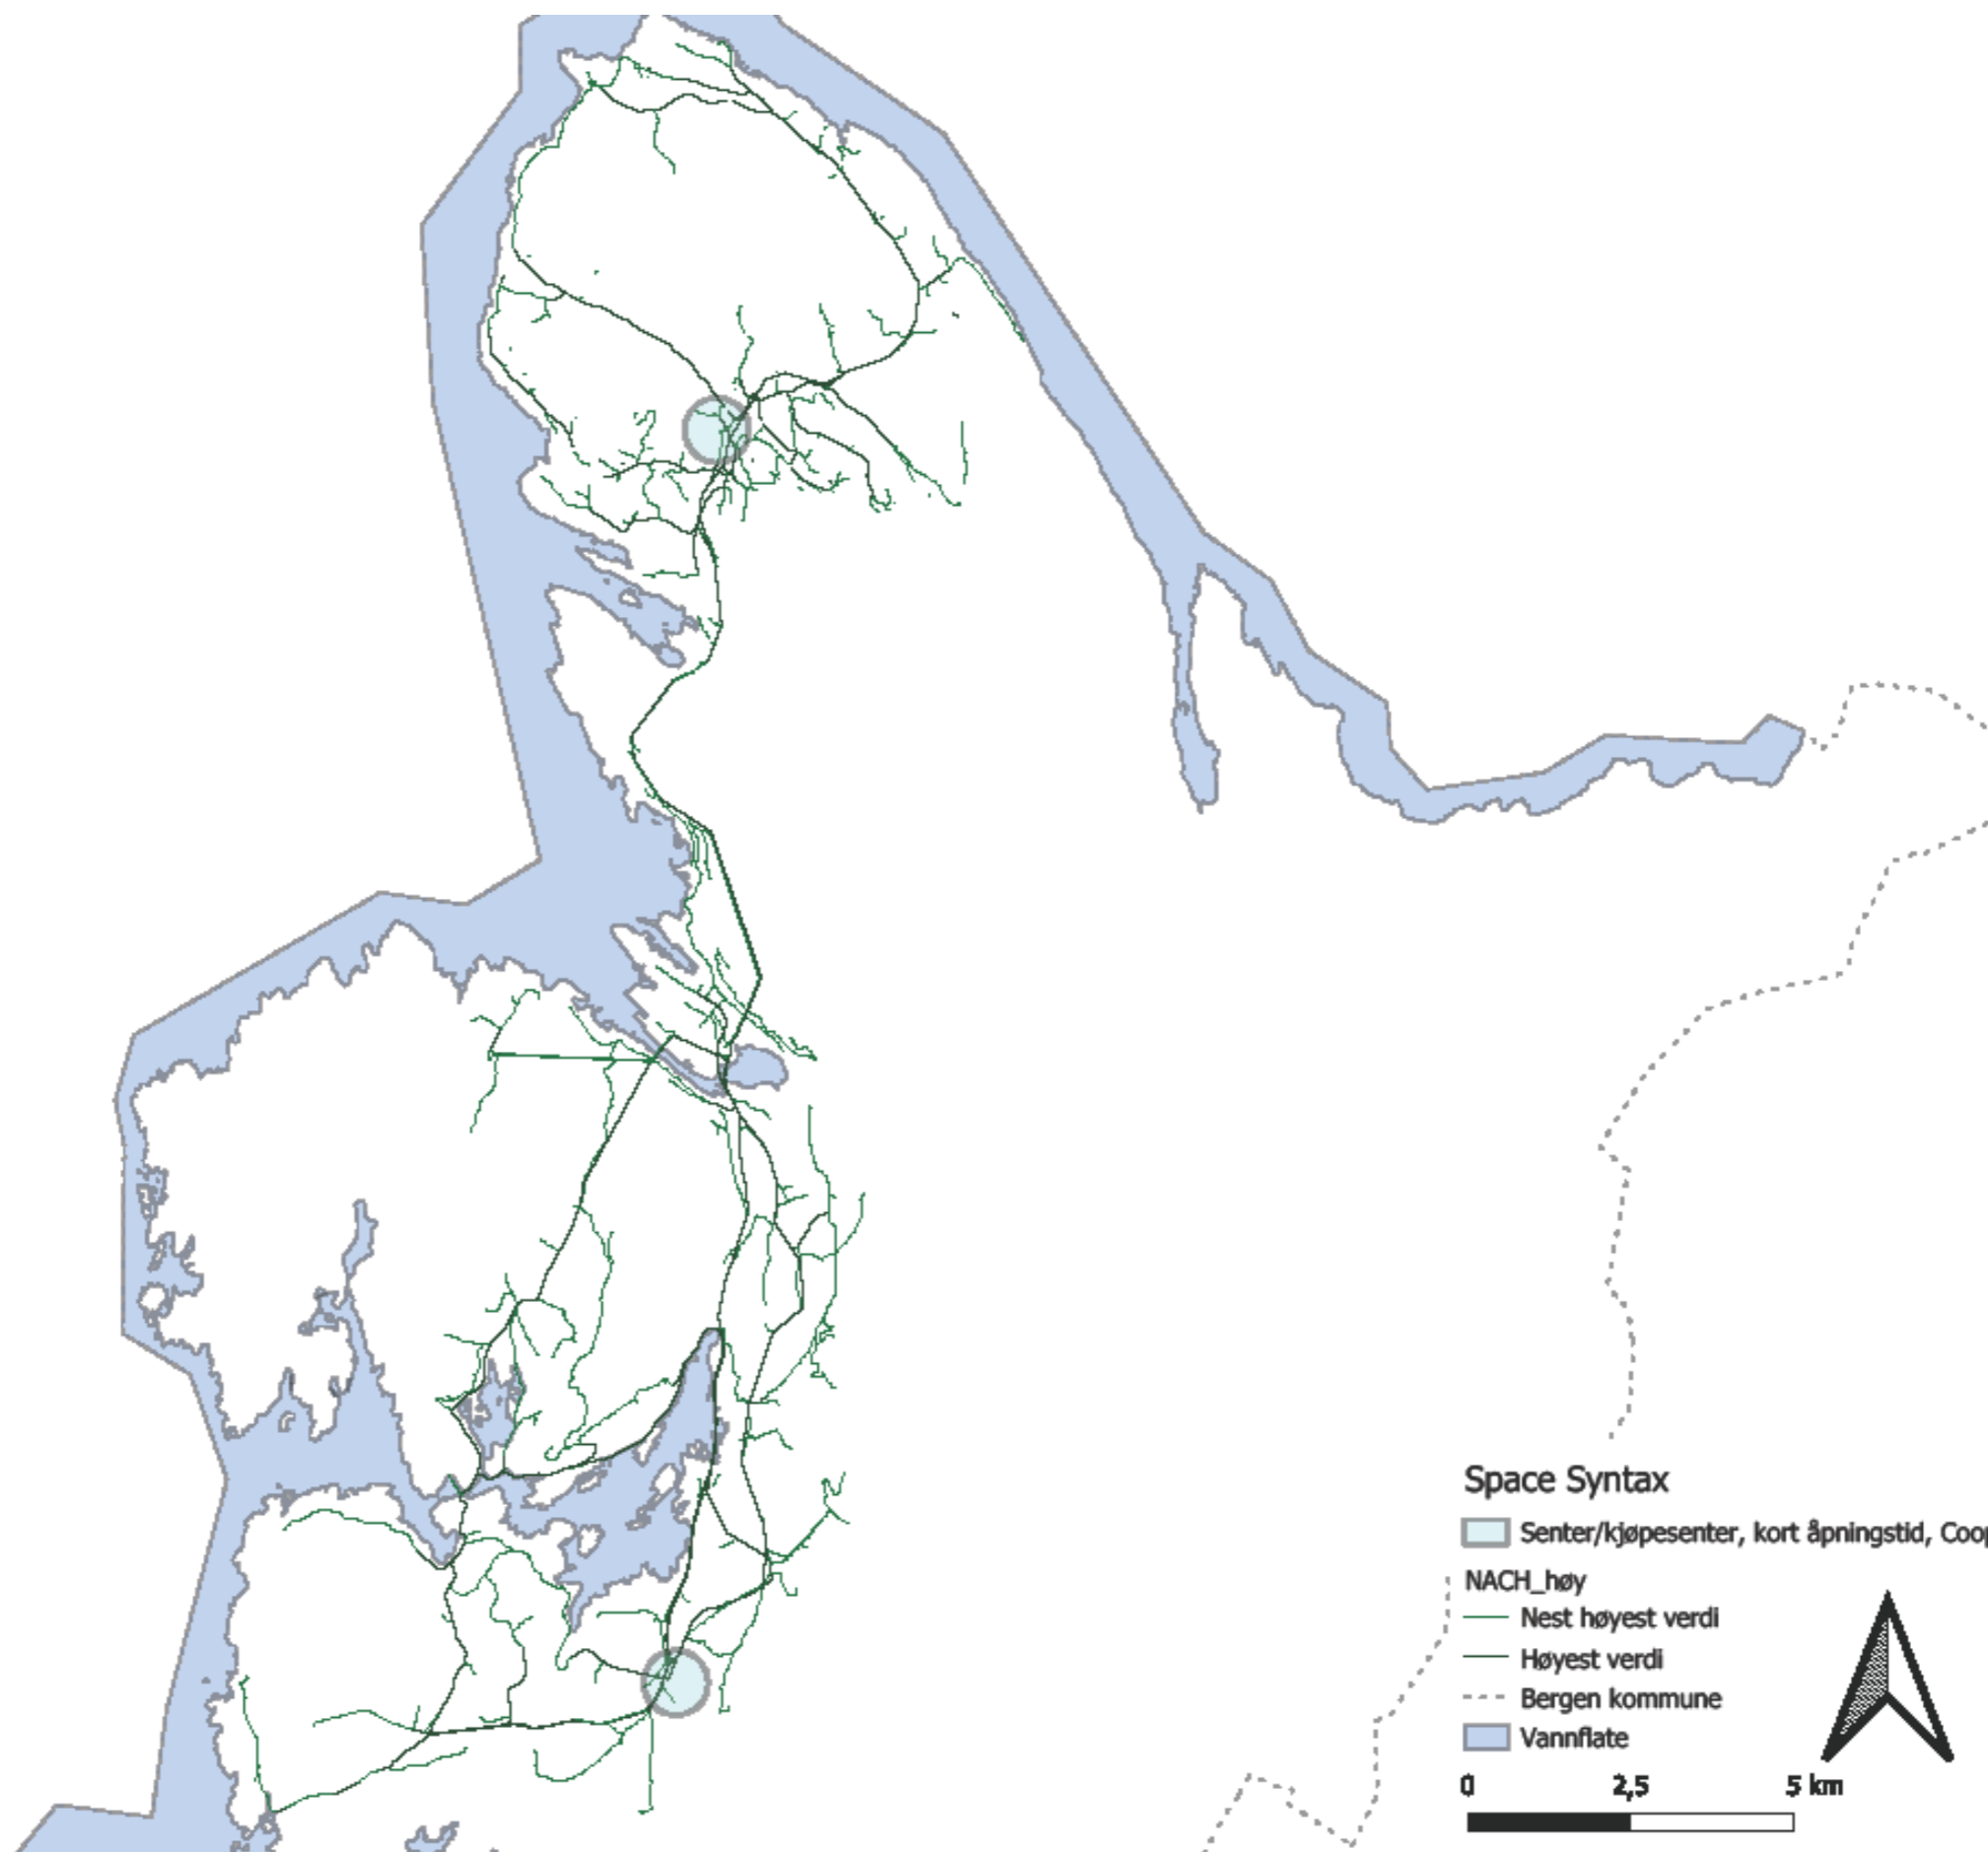 Space Syntax
Senter/kjøpesenter, kort åpningstid, Coop
NACH_høy
Nest høyest verdi
Høyest verdi
Bergen kommune
Vannflate
0 2,5 5 km